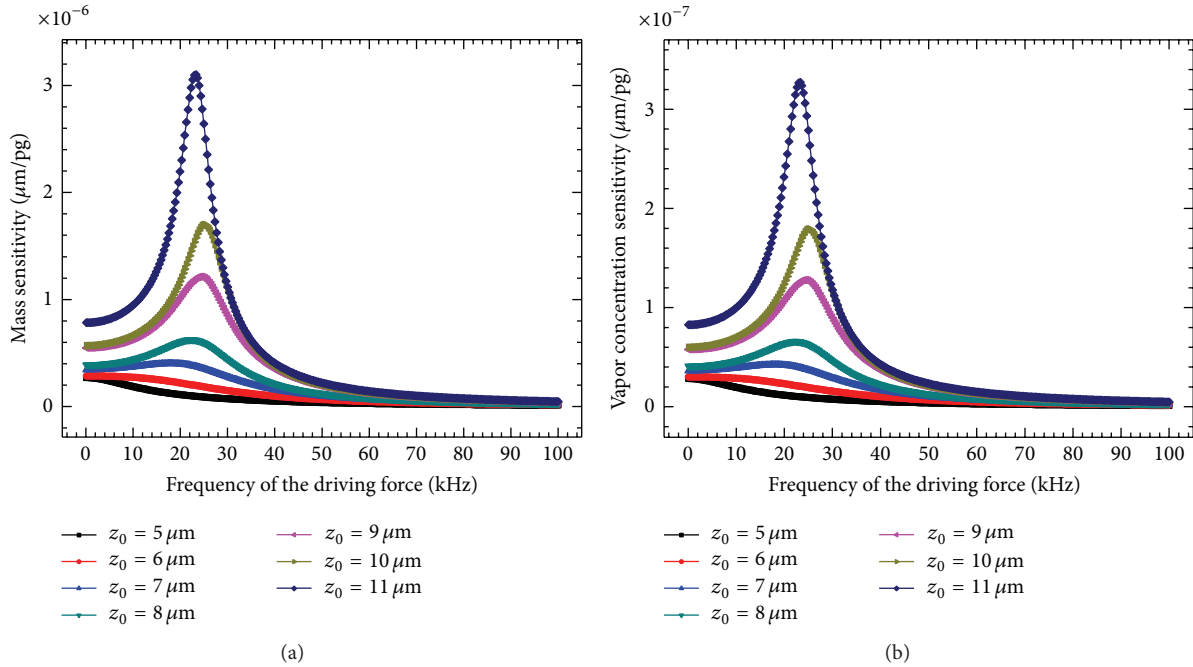 ×10⁻⁶
3
2
1
0
Mass sensitivity (μm/pg)
0 10 20 30 40 50 60 70 80 90 100
Frequency of the driving force (kHz)
z₀ = 5 μm
z₀ = 6 μm
z₀ = 7 μm
z₀ = 8 μm
z₀ = 9 μm
z₀ = 10 μm
z₀ = 11 μm
(a)
×10⁻⁷
3
2
1
0
Vapor concentration sensitivity (μm/pg)
0 10 20 30 40 50 60 70 80 90 100
Frequency of the driving force (kHz)
z₀ = 5 μm
z₀ = 6 μm
z₀ = 7 μm
z₀ = 8 μm
z₀ = 9 μm
z₀ = 10 μm
z₀ = 11 μm
(b)